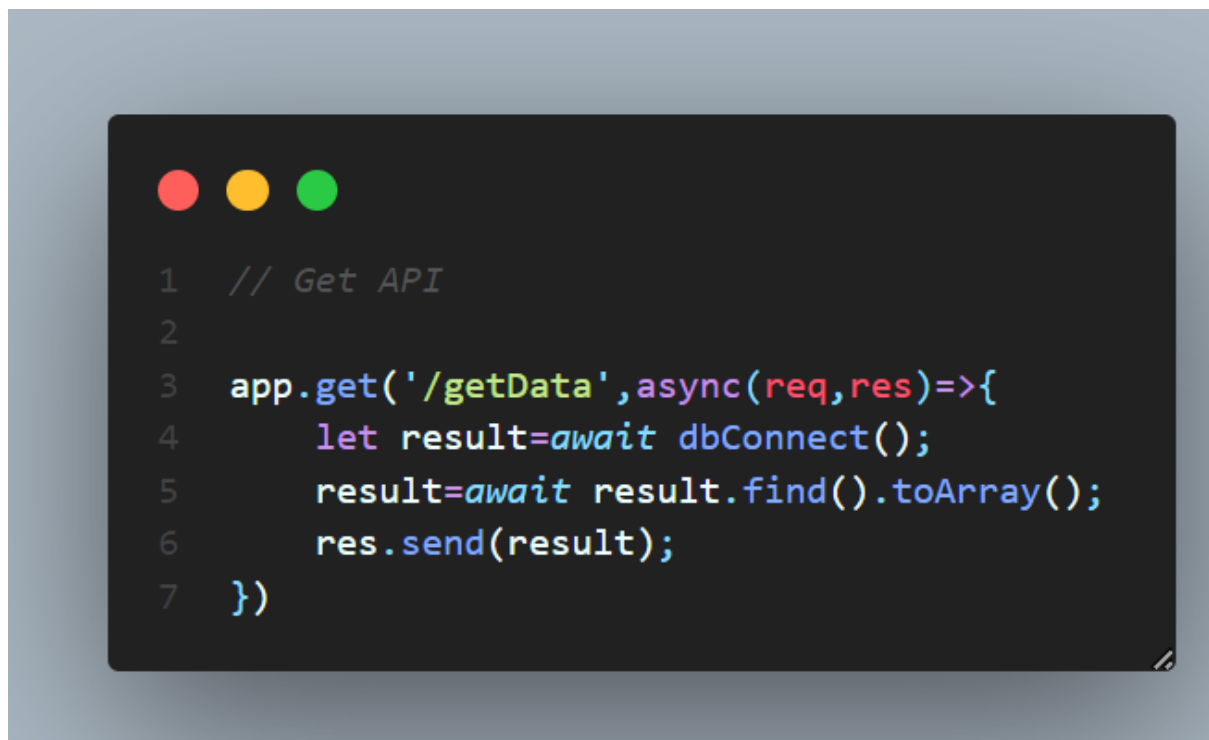 1 // Get API
2
3 app.get('/getData',async(req,res)=>{
4     let result=await dbConnect();
5     result=await result.find().toArray();
6     res.send(result);
7 })